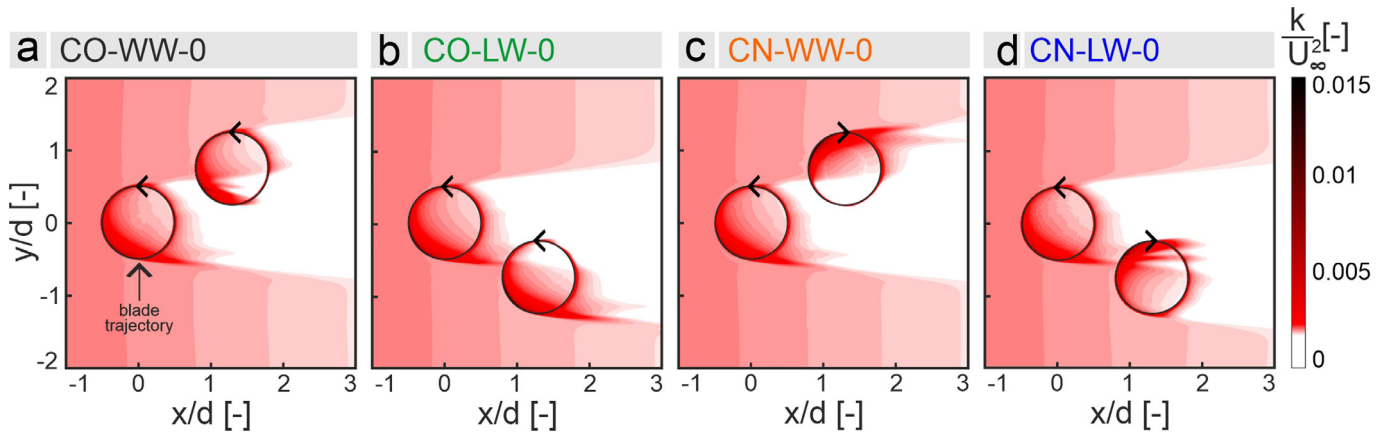 a CO-WW-0
b CO-LW-0
c CN-WW-0
d CN-LW-0
k/U∞² [-]
2
1
0
-1
-2
y/d [-]
blade
trajectory
-1 0 1 2 3
x/d [-]
-1 0 1 2 3
x/d [-]
-1 0 1 2 3
x/d [-]
-1 0 1 2 3
x/d [-]
0.015
0.01
0.005
0